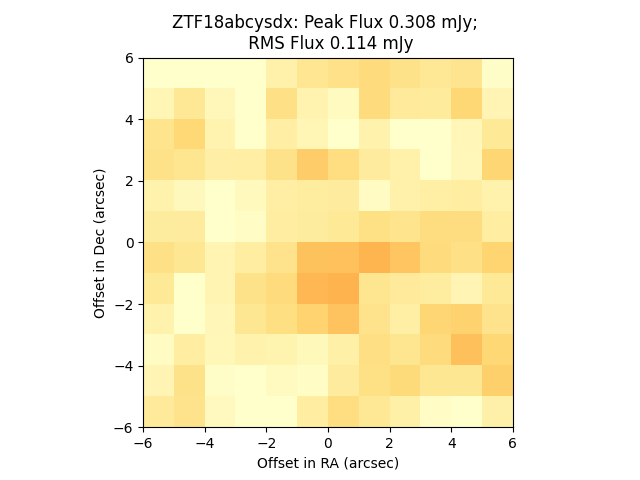 ZTF18abcysdx: Peak Flux 0.308 mJy;
RMS Flux 0.114 mJy
6
4
2
0
−2
−4
−6
Offset in Dec (arcsec)
−6 −4 −2 0 2 4 6
Offset in RA (arcsec)